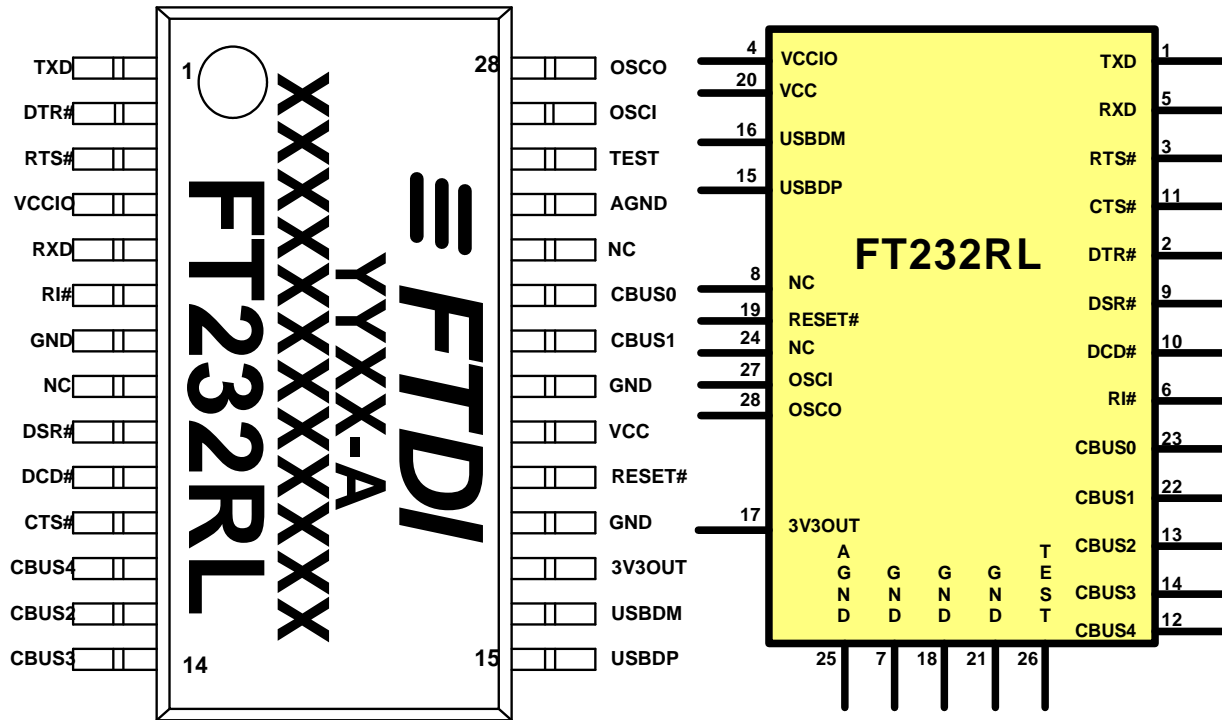 TXD
DTR#
RTS#
VCCIO
RXD
RI#
GND
NC
DSR#
DCD#
CTS#
CBUS4
CBUS2
CBUS3
1
28
14
15
FT232RL
XXXXXXXXXXXX
YYXX-A
FTDI
OSCO
OSCI
TEST
AGND
NC
CBUS0
CBUS1
GND
VCC
RESET#
GND
3V3OUT
USBDM
USBDP
4 VCCIO
20 VCC
16 USBDM
15 USBDP
8 NC
19 RESET#
24 NC
27 OSCI
28 OSCO
17 3V3OUT
FT232RL
TXD 1
RXD 5
RTS# 3
CTS# 11
DTR# 2
DSR# 9
DCD# 10
RI# 6
CBUS0 23
CBUS1 22
CBUS2 13
CBUS3 14
CBUS4 12
AGND
GND
GND
GND
TEST
25
7
18
21
26